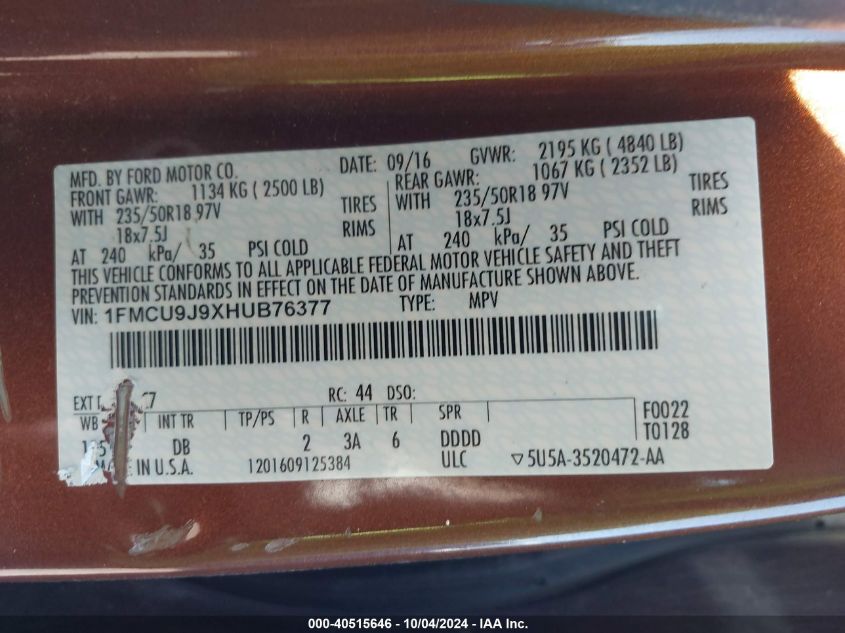 MFD. BY FORD MOTOR CO. DATE: 09/16 GVWR: 2195 KG ( 4840 LB)
FRONT GAWR: 1134 KG ( 2500 LB) REAR GAWR: 1067 KG ( 2352 LB)
WITH 235/50R18 97V TIRES WITH 235/50R18 97V TIRES
18x7.5J RIMS 18x7.5J RIMS
AT 240 kPa/ 35 PSI COLD AT 240 kPa/ 35 PSI COLD
THIS VEHICLE CONFORMS TO ALL APPLICABLE FEDERAL MOTOR VEHICLE SAFETY AND THEFT
PREVENTION STANDARDS IN EFFECT ON THE DATE OF MANUFACTURE SHOWN ABOVE.
VIN: 1FMCU9J9XHUB76377 TYPE: MPV
EXT RC: 44 DSO:
WB INT TR TP/PS R AXLE TR SPR F0022
DB 2 3A 6 DDDD T0128
IN U.S.A. 1201609125384 ULC ▽5U5A-3520472-AA
000-40515646 - 10/04/2024 - IAA Inc.